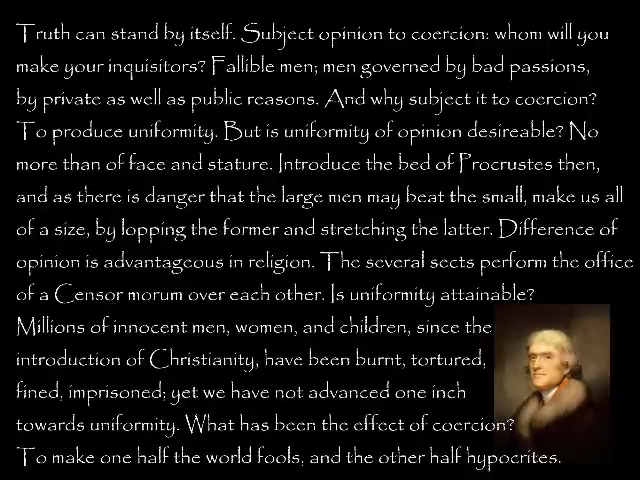 Truth can stand by itself. Subject opinion to coercion: whom will you
make your inquisitors? Fallible men; men governed by bad passions,
by private as well as public reasons. And why subject it to coercion?
To produce uniformity. But is uniformity of opinion desireable? No
more than of face and stature. Introduce the bed of Procrustes then,
and as there is danger that the large men may beat the small, make us all
of a size, by lopping the former and stretching the latter. Difference of
opinion is advantageous in religion. The several sects perform the office
of a Censor morum over each other. Is uniformity attainable?
Millions of innocent men, women, and children, since the
introduction of Christianity, have been burnt, tortured,
fined, imprisoned; yet we have not advanced one inch
towards uniformity. What has been the effect of coercion?
To make one half the world fools, and the other half hypocrites.